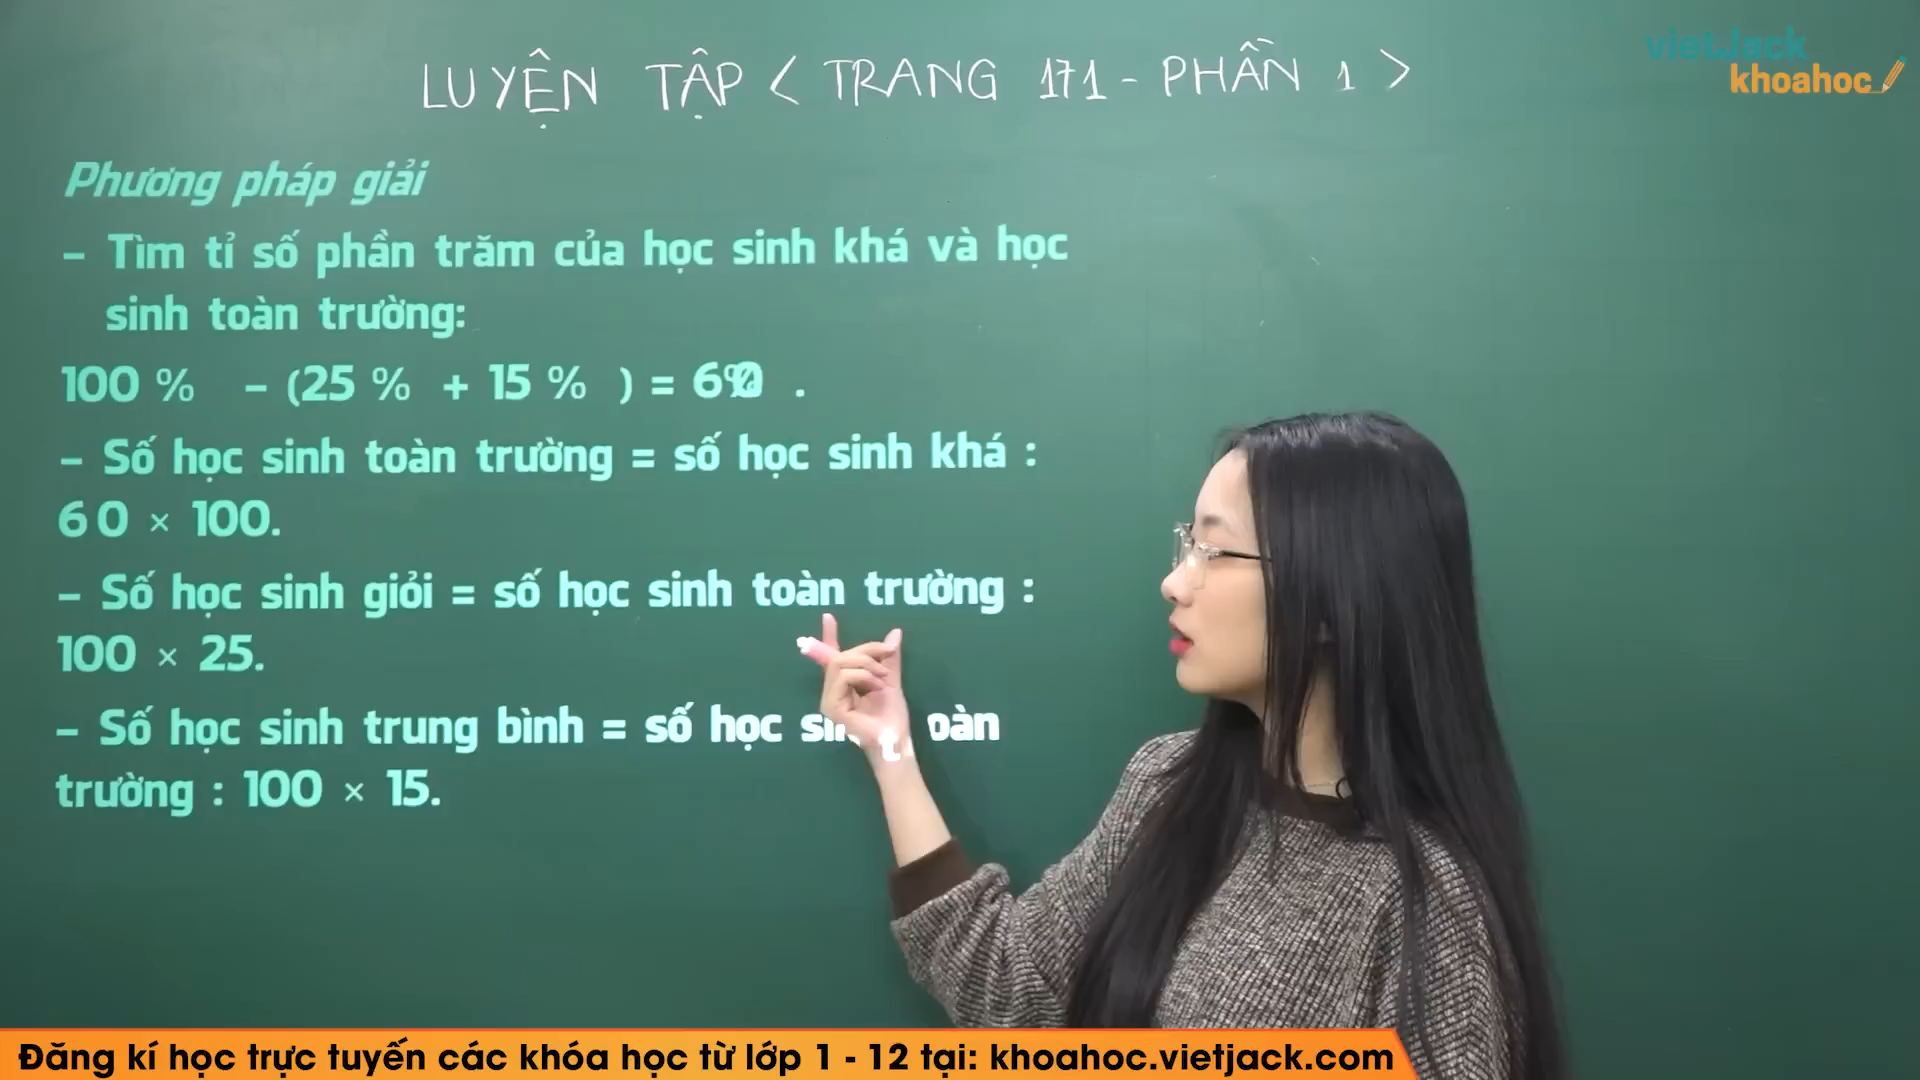 LUYỆN TẬP < TRANG 171 - PHẦN 1 >
vietJack
khoahoc
Phương pháp giải
– Tìm tỉ số phần trăm của học sinh khá và học
sinh toàn trường:
100 % – (25 % + 15 % ) = 60% .
– Số học sinh toàn trường = số học sinh khá :
60 × 100.
– Số học sinh giỏi = số học sinh toàn trường :
100 × 25.
– Số học sinh trung bình = số học sinh toàn
trường : 100 × 15.
Đăng kí học trực tuyến các khóa học từ lớp 1 - 12 tại: khoahoc.vietjack.com